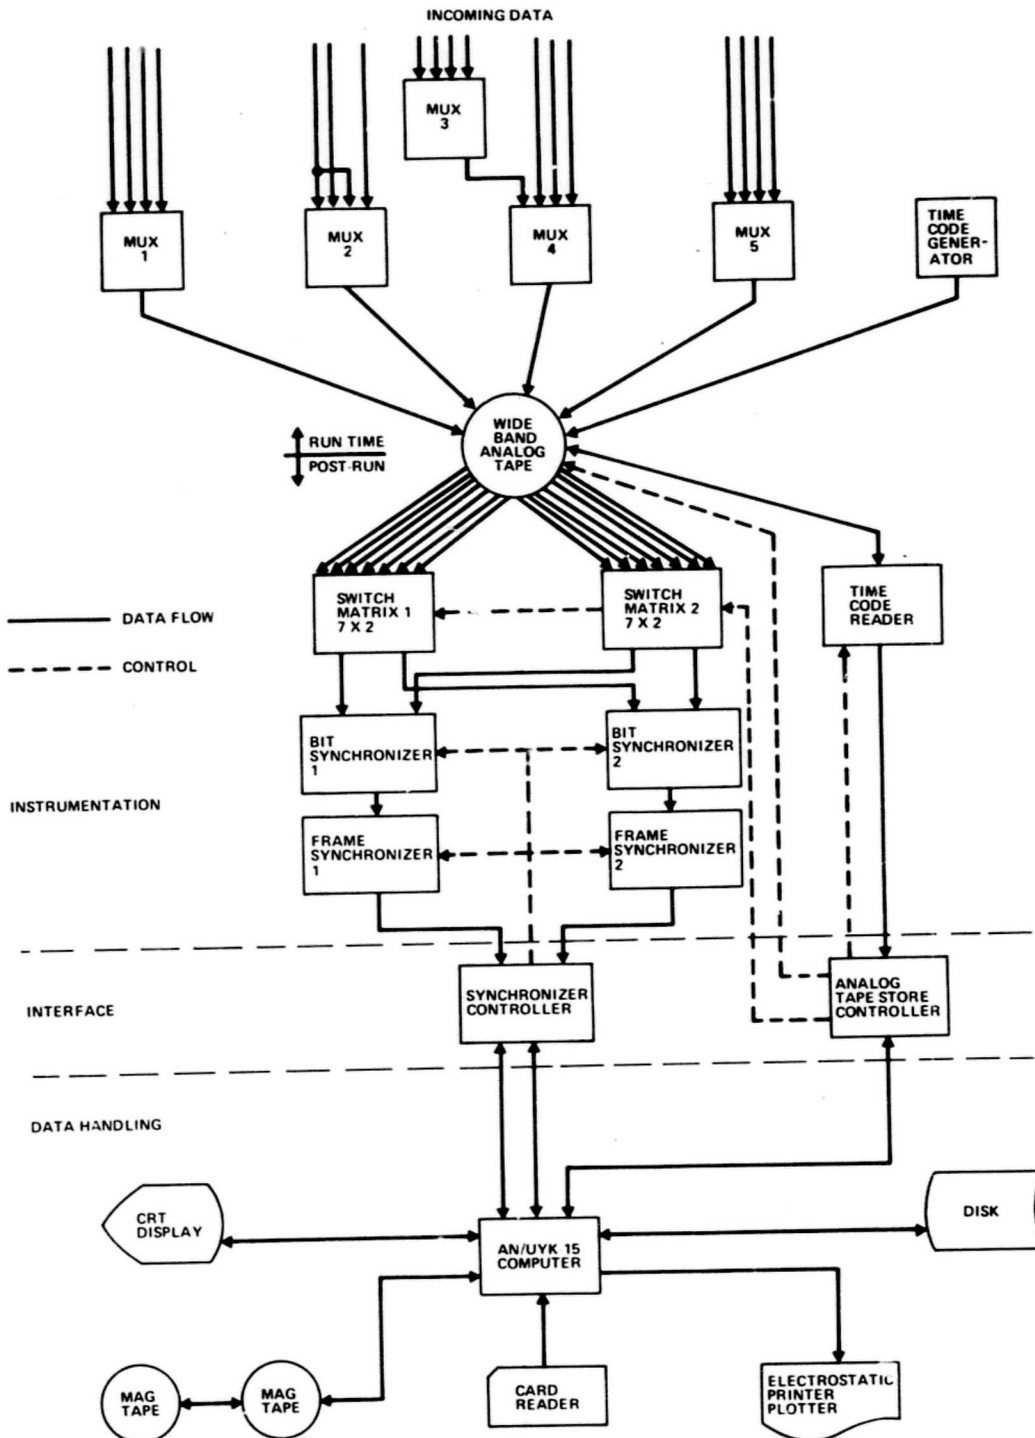 INCOMING DATA
MUX
3
MUX
1
MUX
2
MUX
4
MUX
5
TIME
CODE
GENER-
ATOR
WIDE
BAND
ANALOG
TAPE
RUN TIME
POST-RUN
SWITCH
MATRIX 1
7 X 2
SWITCH
MATRIX 2
7 X 2
TIME
CODE
READER
DATA FLOW
CONTROL
BIT
SYNCHRONIZER
1
BIT
SYNCHRONIZER
2
INSTRUMENTATION
FRAME
SYNCHRONIZER
1
FRAME
SYNCHRONIZER
2
INTERFACE
SYNCHRONIZER
CONTROLLER
ANALOG
TAPE STORE
CONTROLLER
DATA HANDLING
CRT
DISPLAY
AN/UYK 15
COMPUTER
DISK
MAG
TAPE
MAG
TAPE
CARD
READER
ELECTROSTATIC
PRINTER
PLOTTER